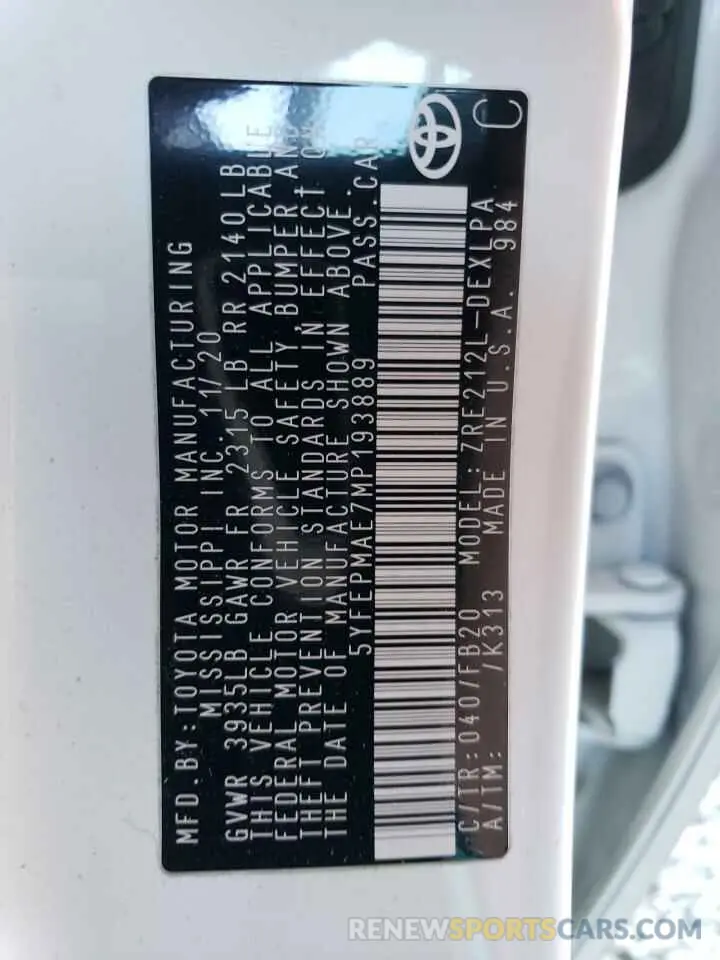 MFD.BY:TOYOTA MOTOR MANUFACTURING
MISSISSIPPI INC. 11/20
GVWR 3935LB GAWR FR 2315 LB RR 2140LB
THIS VEHICLE CONFORMS TO ALL APPLICABLE
FEDERAL MOTOR VEHICLE SAFETY, BUMPER, AND
THEFT PREVENTION STANDARDS IN EFFECT ON
THE DATE OF MANUFACTURE SHOWN ABOVE.
5YFEPMAE7MP193889 PASS.CAR
C/TR:040/FB20 MODEL:ZRE212L-DEXLPA
A/TM: /K313 MADE IN U.S.A. 984
C
RENEWSPORTSCARS.COM